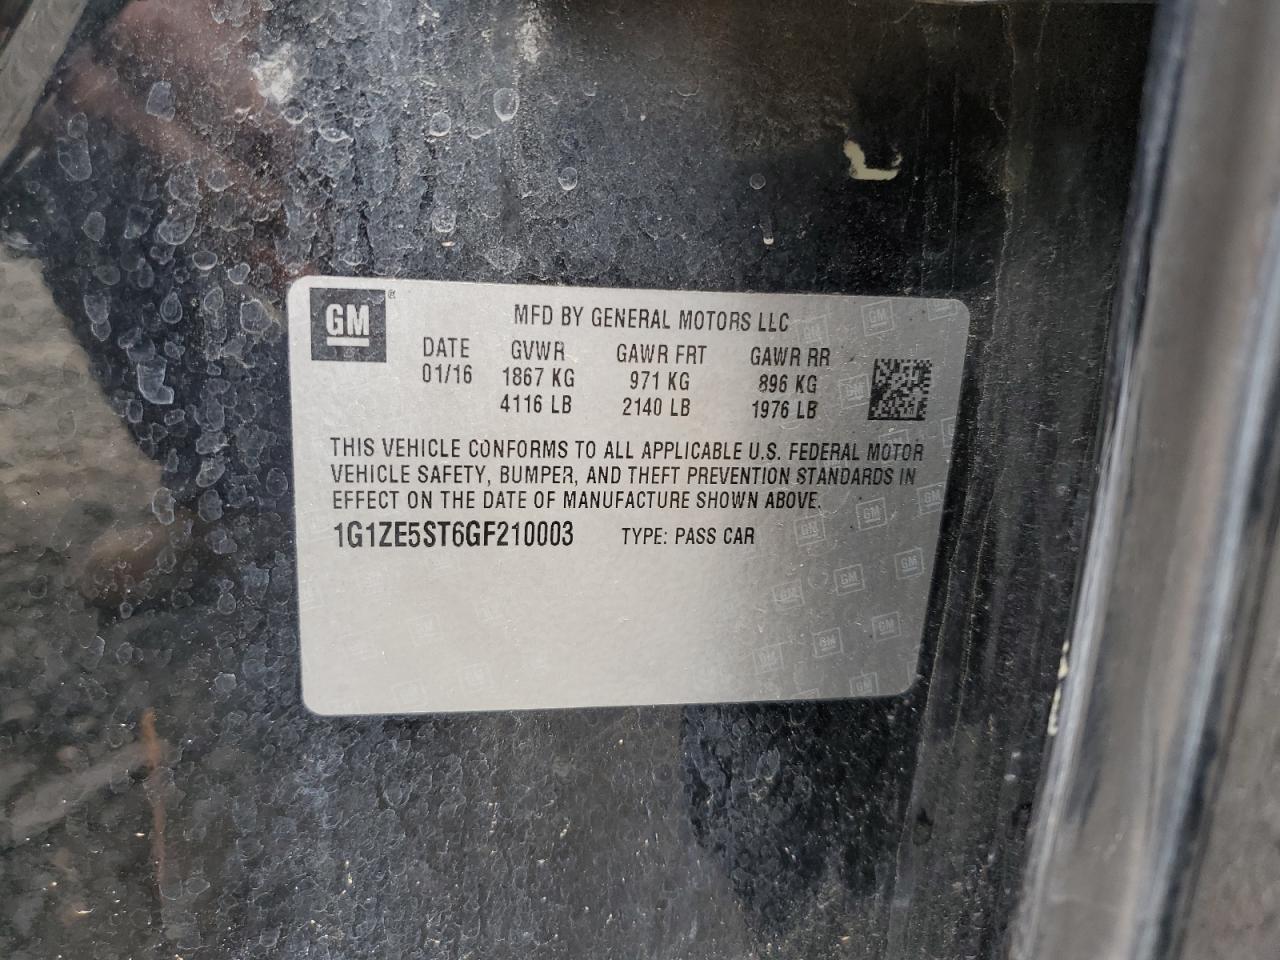 GM ® MFD BY GENERAL MOTORS LLC
DATE GVWR GAWR FRT GAWR RR
01/16 1867 KG 971 KG 896 KG
4116 LB 2140 LB 1976 LB
THIS VEHICLE CONFORMS TO ALL APPLICABLE U.S. FEDERAL MOTOR
VEHICLE SAFETY, BUMPER, AND THEFT PREVENTION STANDARDS IN
EFFECT ON THE DATE OF MANUFACTURE SHOWN ABOVE.
1G1ZE5ST6GF210003 TYPE: PASS CAR